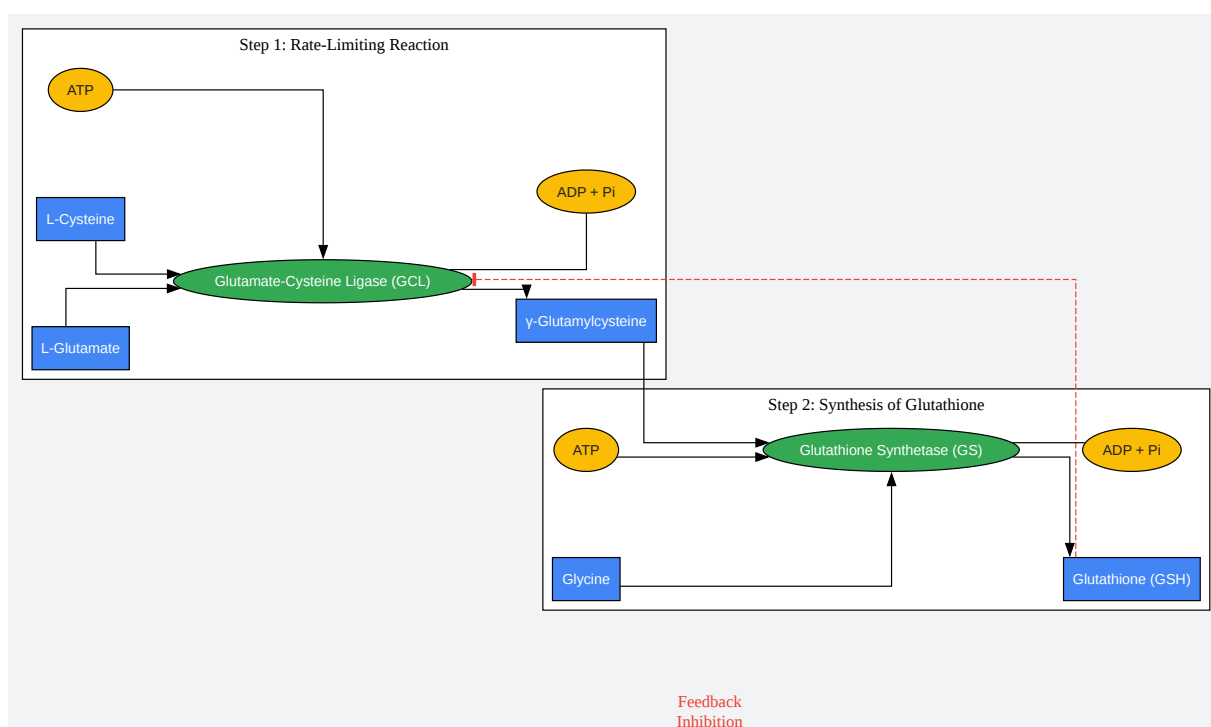 Step 1: Rate-Limiting Reaction
ATP
ADP + Pi
L-Cysteine
Glutamate-Cysteine Ligase (GCL)
γ-Glutamylcysteine
L-Glutamate
Step 2: Synthesis of Glutathione
ATP
Glutathione Synthetase (GS)
ADP + Pi
Glycine
Glutathione (GSH)
Feedback
Inhibition